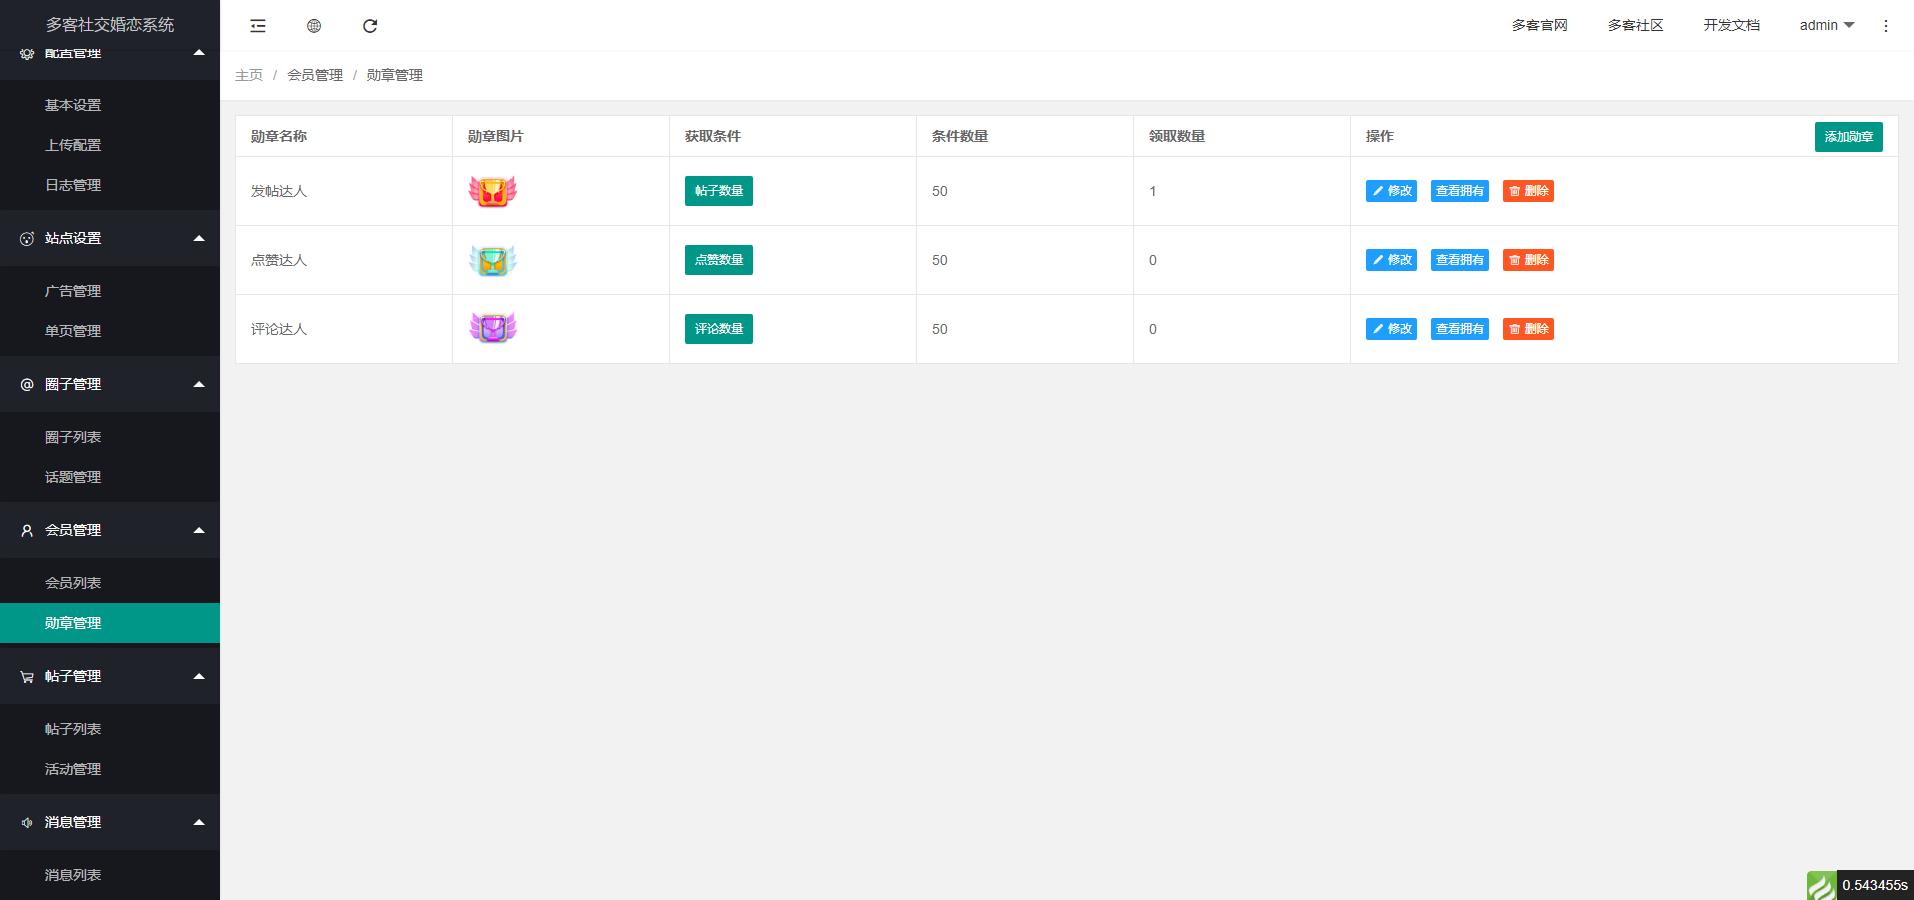 多客社交婚恋系统
配置管理
基本设置
上传配置
日志管理
站点设置
广告管理
单页管理
@ 圈子管理
圈子列表
话题管理
会员管理
会员列表
勋章管理
帖子管理
帖子列表
活动管理
消息管理
消息列表
多客官网 多客社区 开发文档 admin
主页 / 会员管理 / 勋章管理
勋章名称 勋章图片 获取条件 条件数量 领取数量 操作 添加勋章
发帖达人 帖子数量 50 1 修改 查看拥有 删除
点赞达人 点赞数量 50 0 修改 查看拥有 删除
评论达人 评论数量 50 0 修改 查看拥有 删除
0.543455s